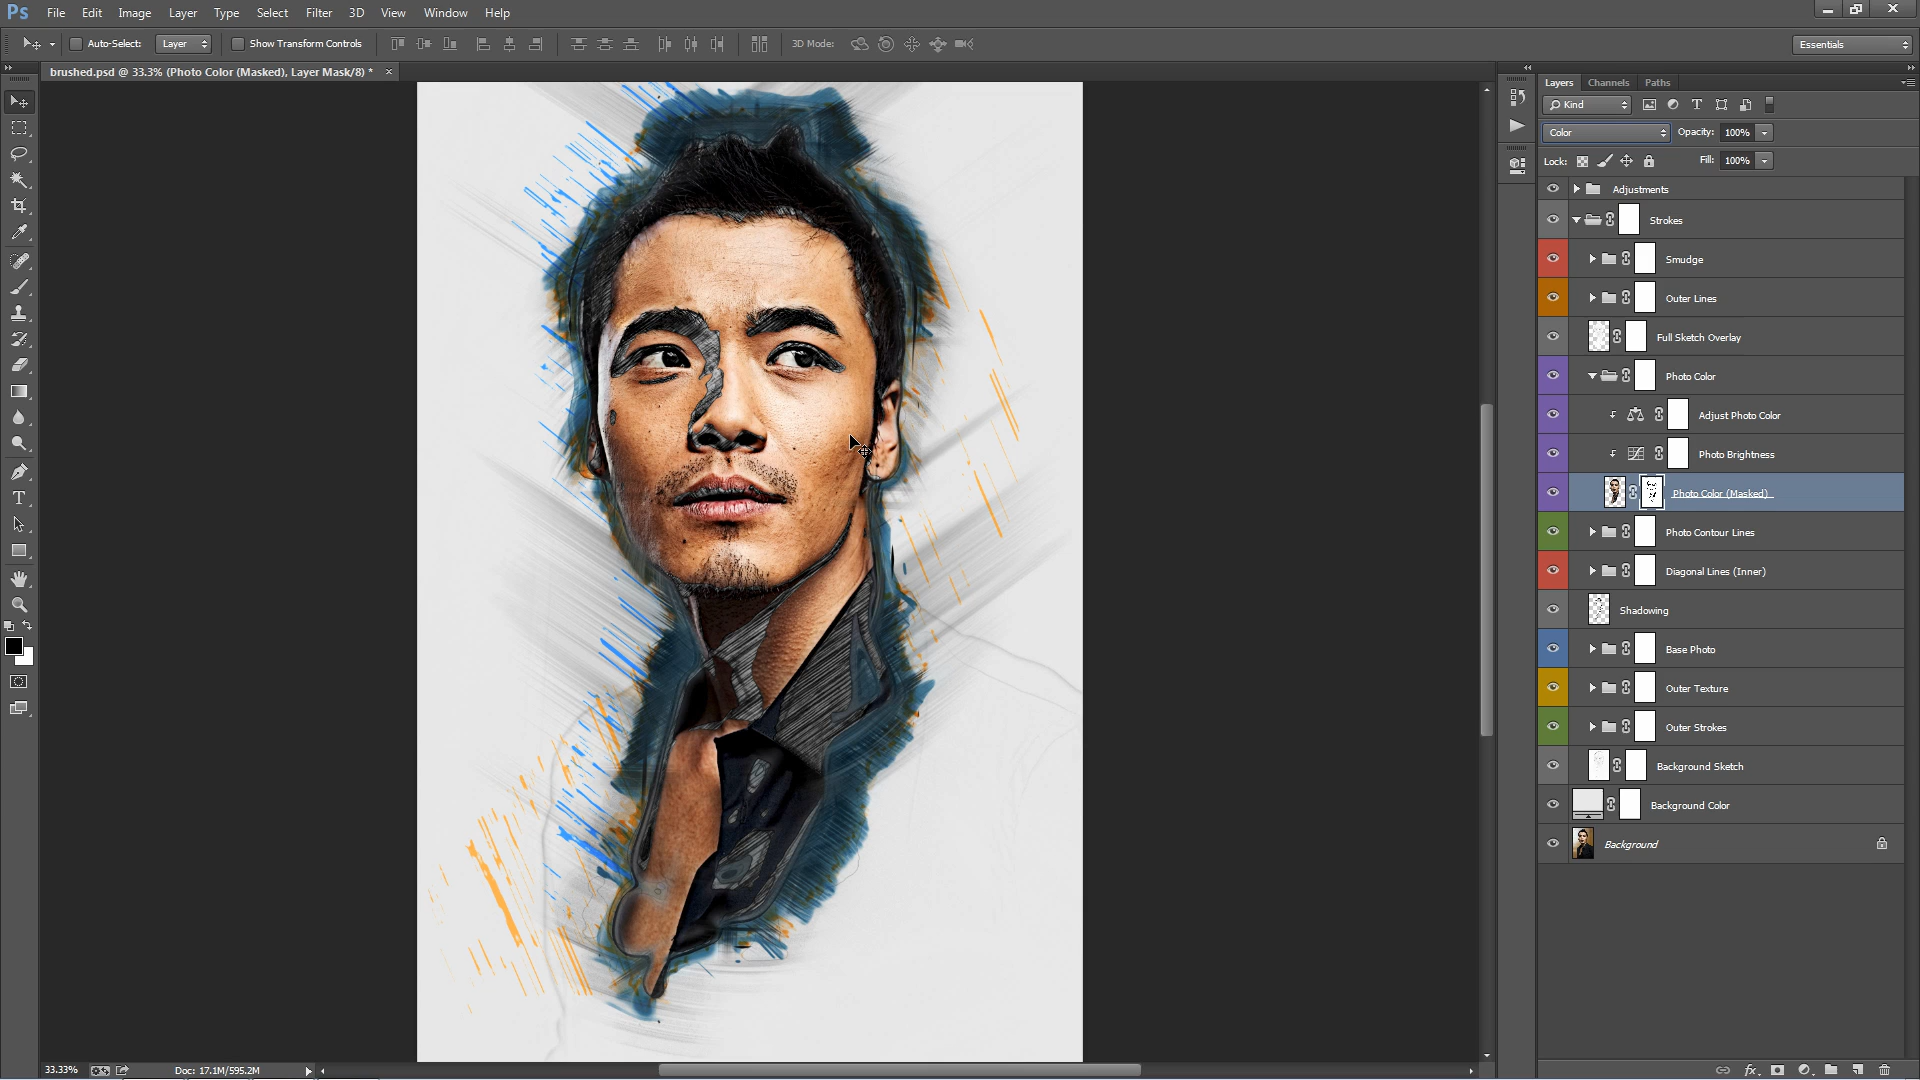 Ps File Edit Image Layer Type Select Filter 3D View Window Help
Auto-Select: Layer Show Transform Controls 3D Mode: Essentials
brushed.psd @ 33.3% (Photo Color (Masked), Layer Mask/8) * ×
Layers Channels Paths
Kind
Color Opacity: 100%
Lock: Fill: 100%
Adjustments
Strokes
Smudge
Outer Lines
Full Sketch Overlay
Photo Color
Adjust Photo Color
Photo Brightness
Photo Color (Masked)
Photo Contour Lines
Diagonal Lines (Inner)
Shadowing
Base Photo
Outer Texture
Outer Strokes
Background Sketch
Background Color
Background
33.33% Doc: 17.1M/595.2M